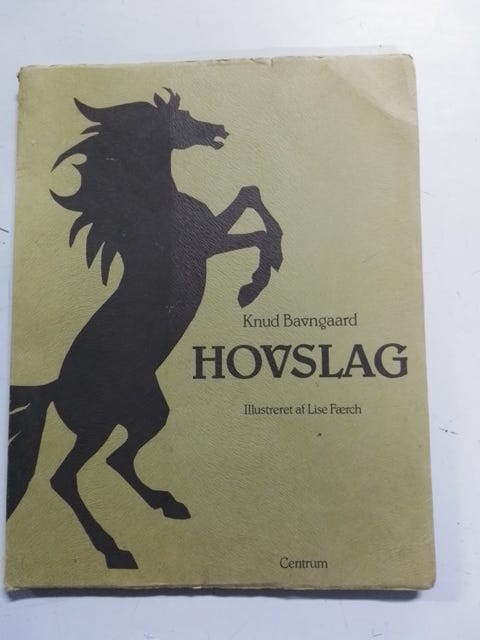 Knud Bavngaard
HOVSLAG
Illustreret af Lise Færch
Centrum